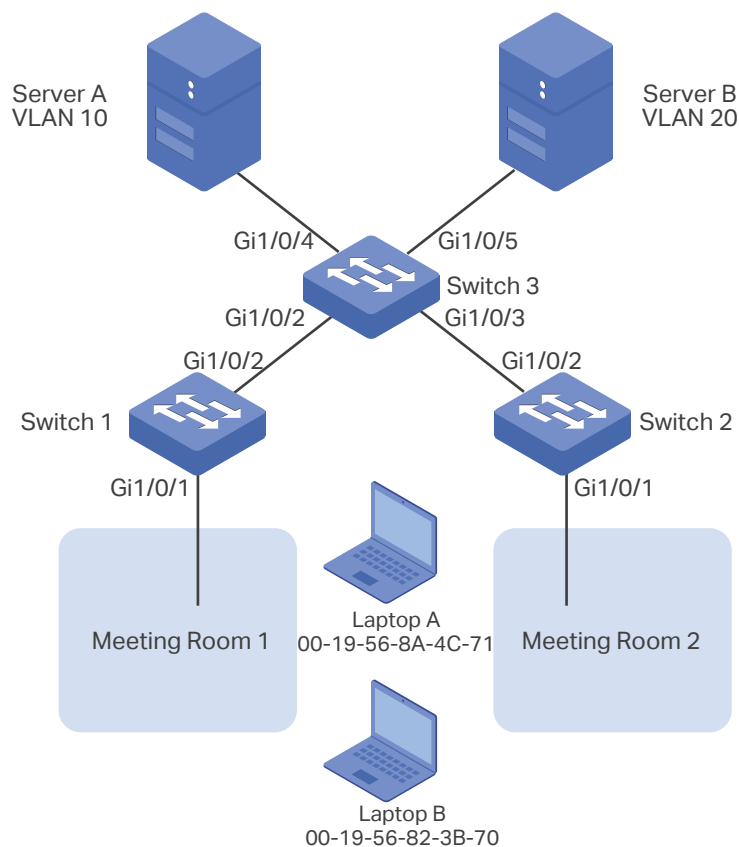 Server A
VLAN 10
Server B
VLAN 20
Gi1/0/4
Gi1/0/5
Switch 3
Gi1/0/2
Gi1/0/3
Gi1/0/2
Gi1/0/2
Switch 1
Switch 2
Gi1/0/1
Gi1/0/1
Meeting Room 1
Laptop A
00-19-56-8A-4C-71
Meeting Room 2
Laptop B
00-19-56-82-3B-70